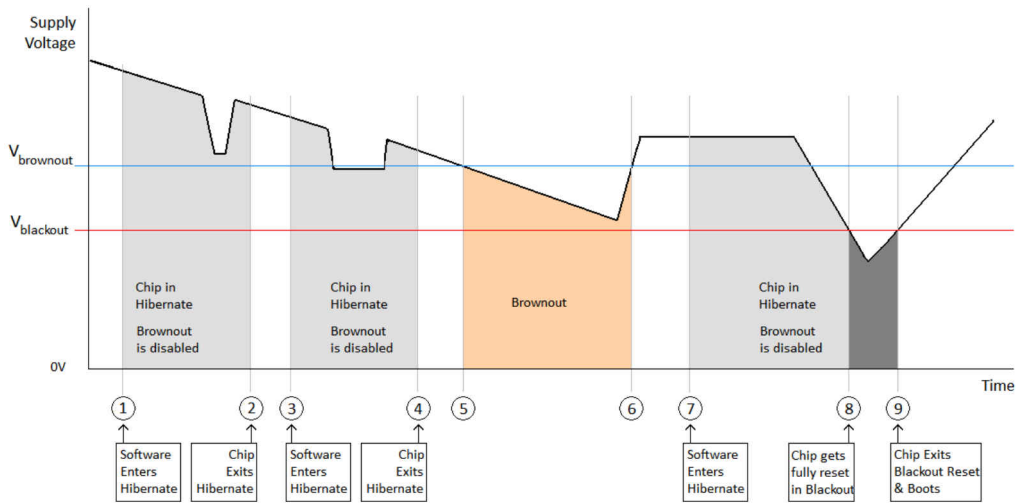 Supply
Voltage
Vbrownout
Vblackout
0V
Chip in
Hibernate
Brownout
is disabled
Chip in
Hibernate
Brownout
is disabled
Brownout
Chip in
Hibernate
Brownout
is disabled
Time
1 2 3 4 5 6 7 8 9
Software
Enters
Hibernate
Chip
Exits
Hibernate
Software
Enters
Hibernate
Chip
Exits
Hibernate
Software
Enters
Hibernate
Chip gets
fully reset
in Blackout
Chip Exits
Blackout Reset
& Boots